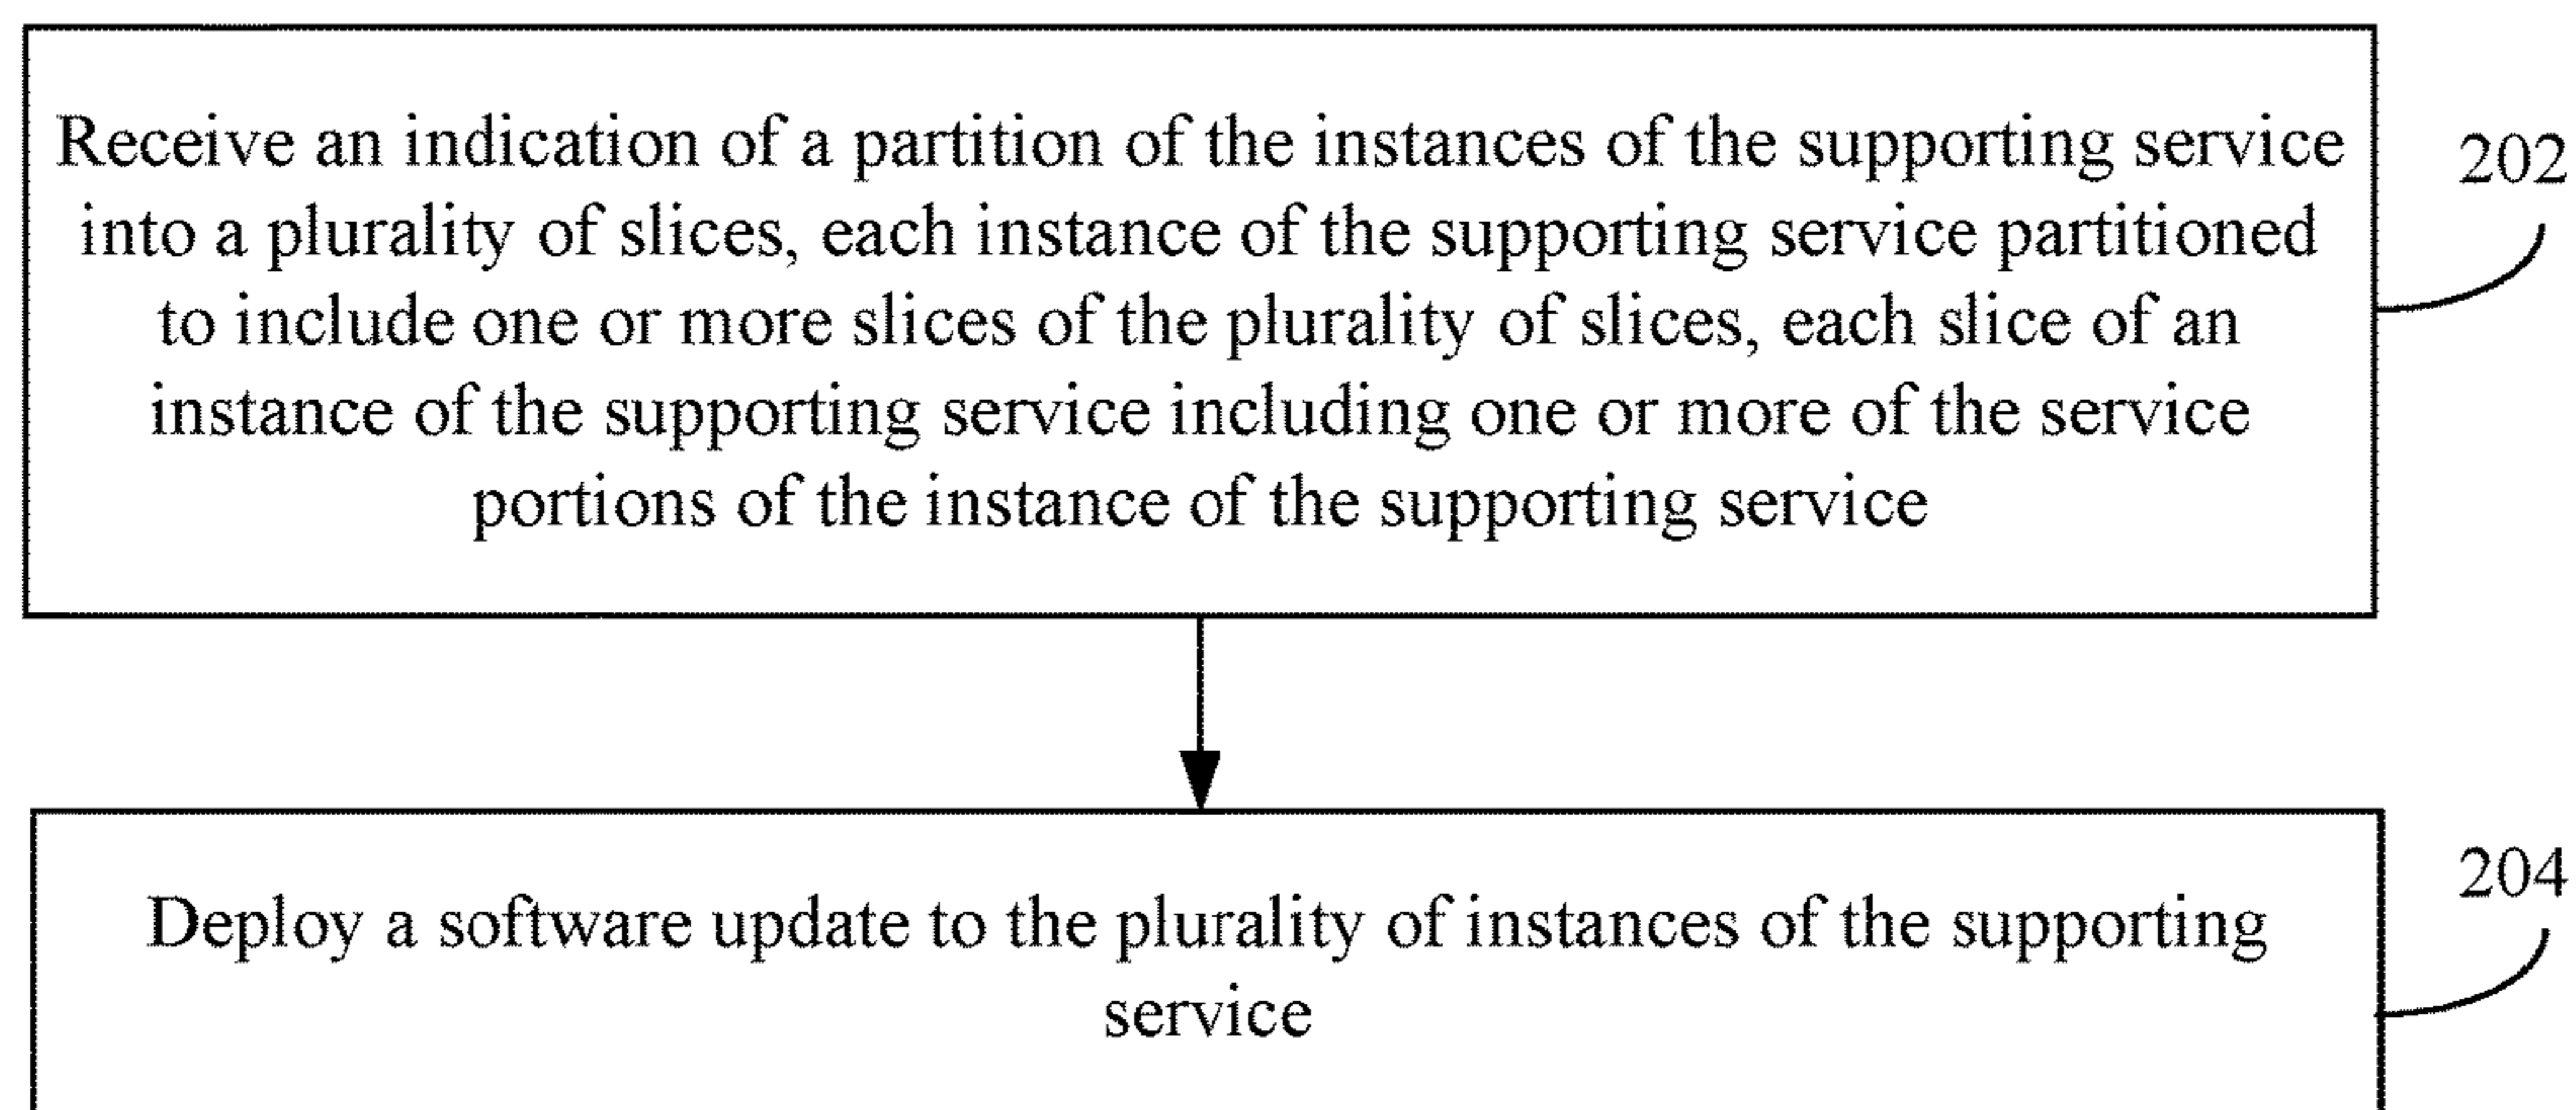 Receive an indication of a partition of the instances of the supporting service
into a plurality of slices, each instance of the supporting service partitioned
to include one or more slices of the plurality of slices, each slice of an
instance of the supporting service including one or more of the service
portions of the instance of the supporting service
202
Deploy a software update to the plurality of instances of the supporting
service
204